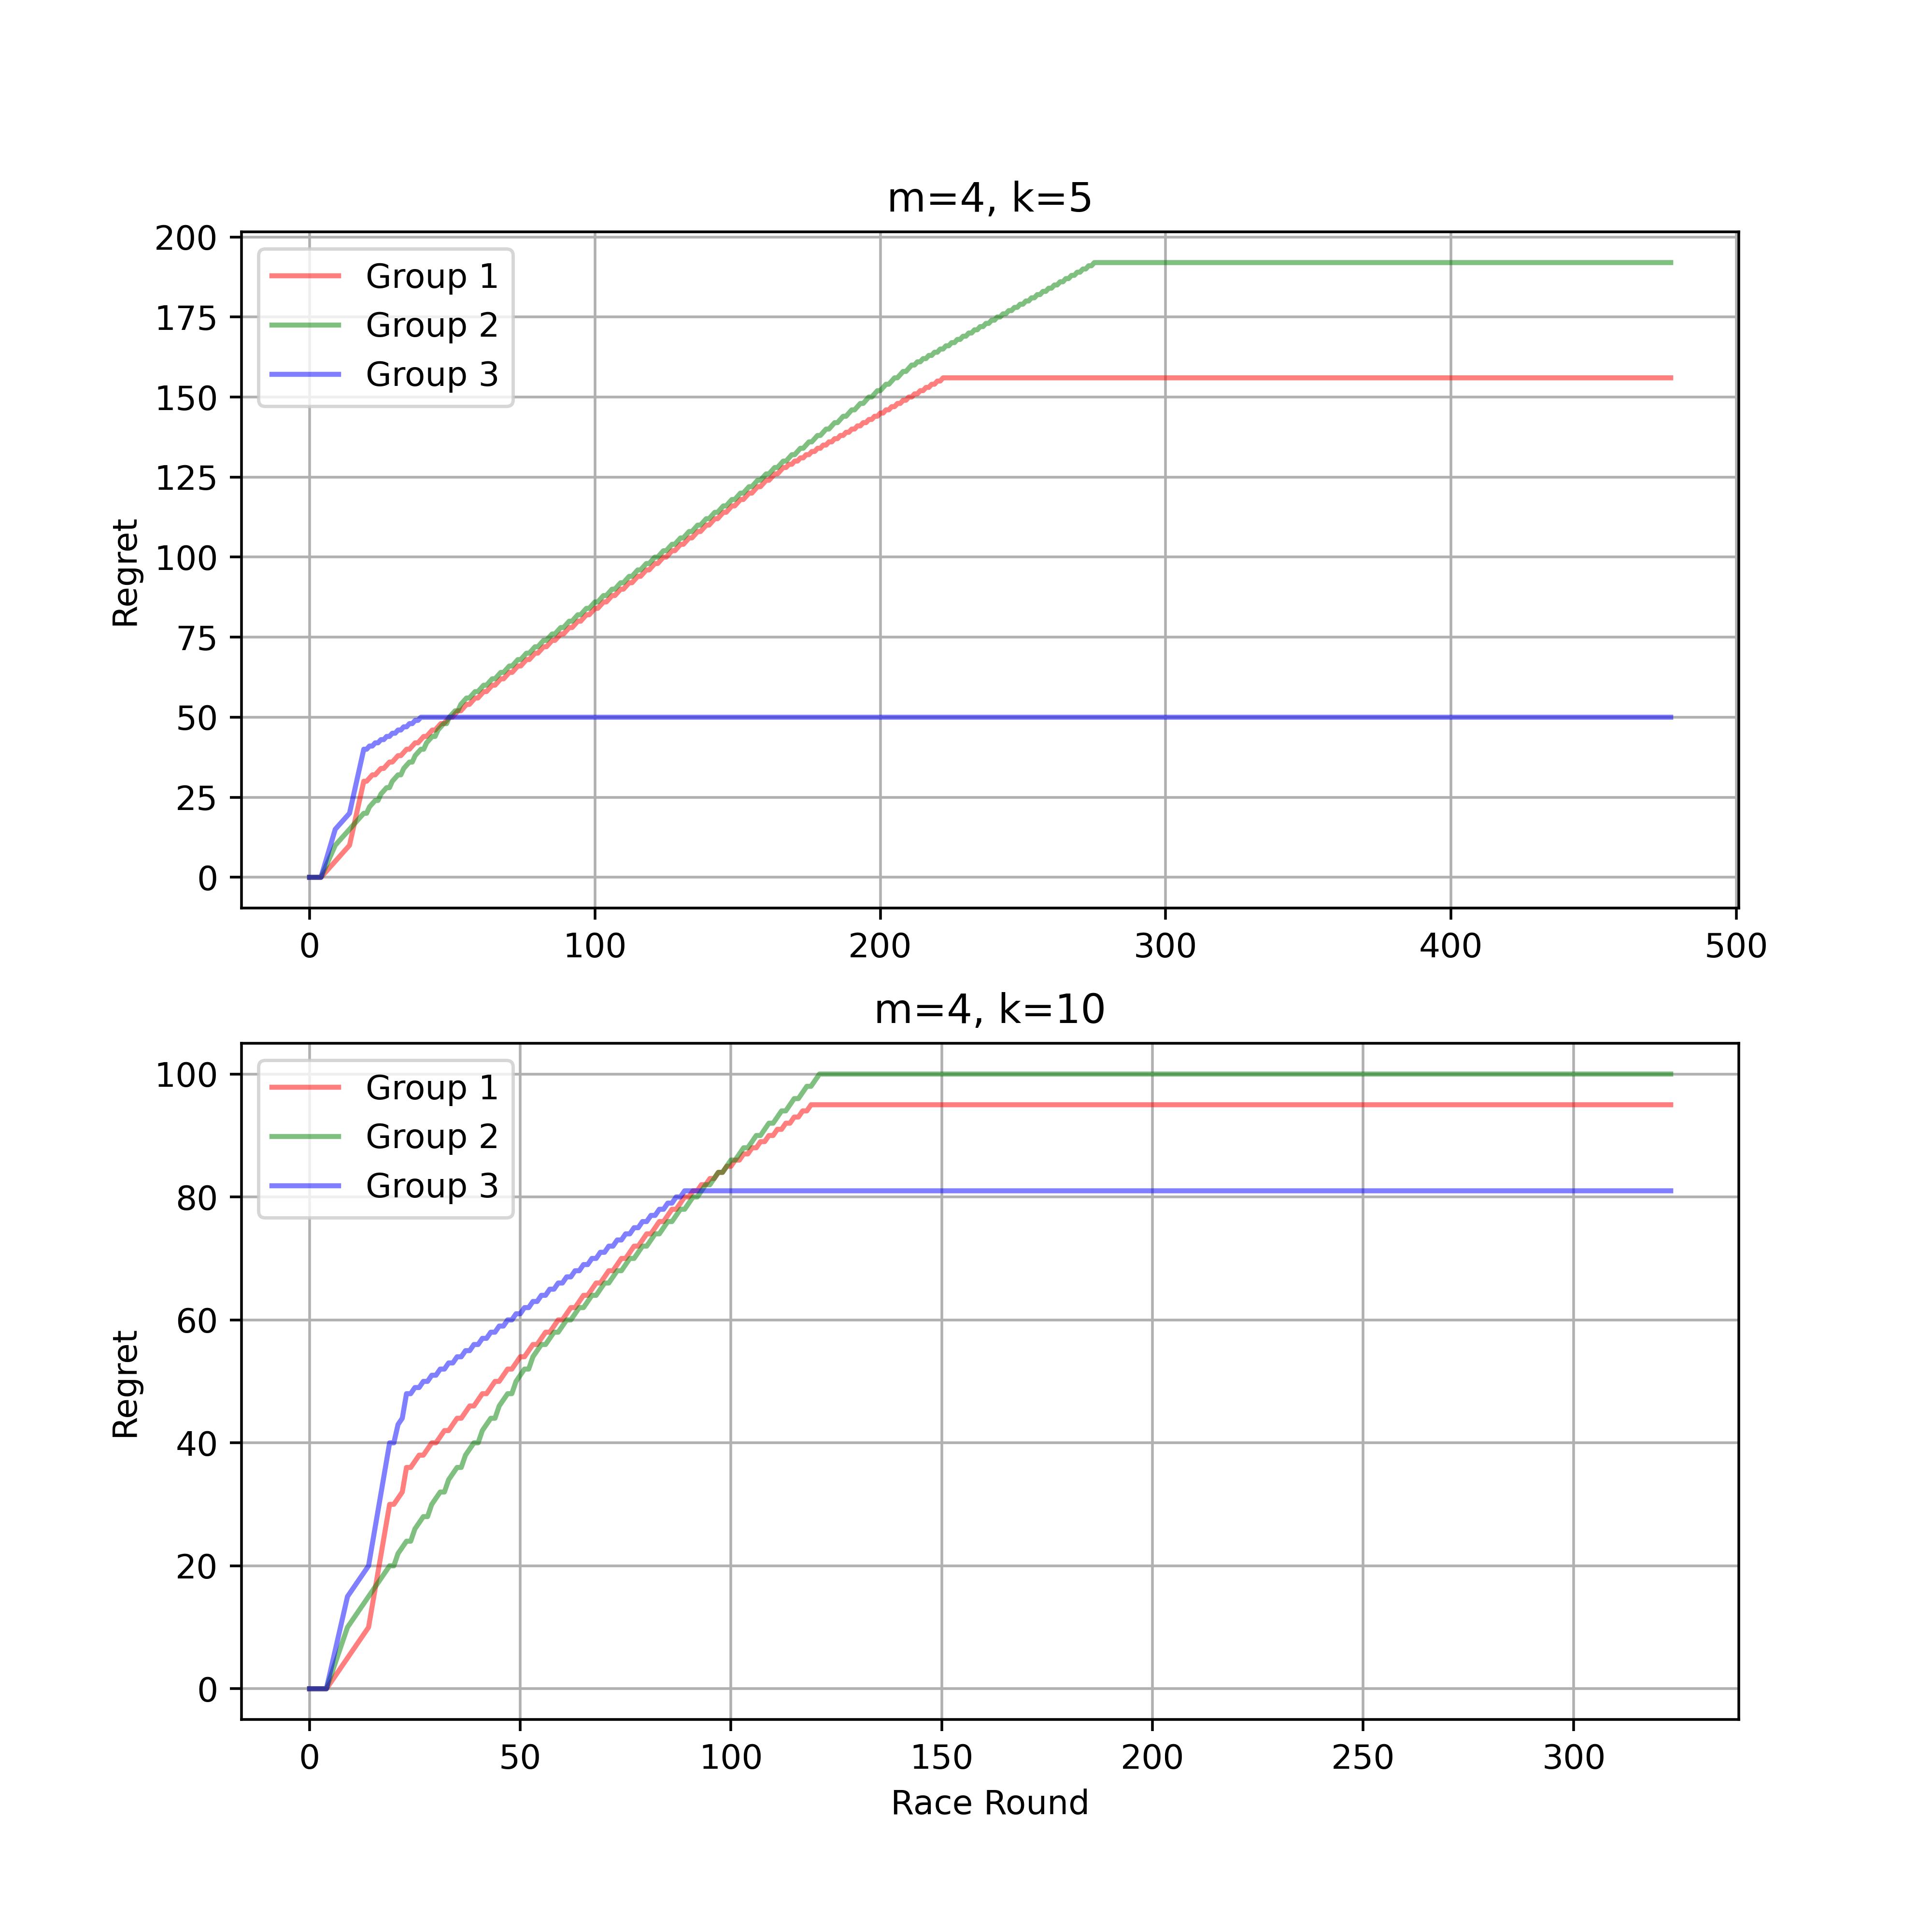 m=4, k=5
200
175
150
125
100
75
50
25
0
Regret
Group 1
Group 2
Group 3
0 100 200 300 400 500
m=4, k=10
100
80
60
40
20
0
Regret
Group 1
Group 2
Group 3
0 50 100 150 200 250 300
Race Round